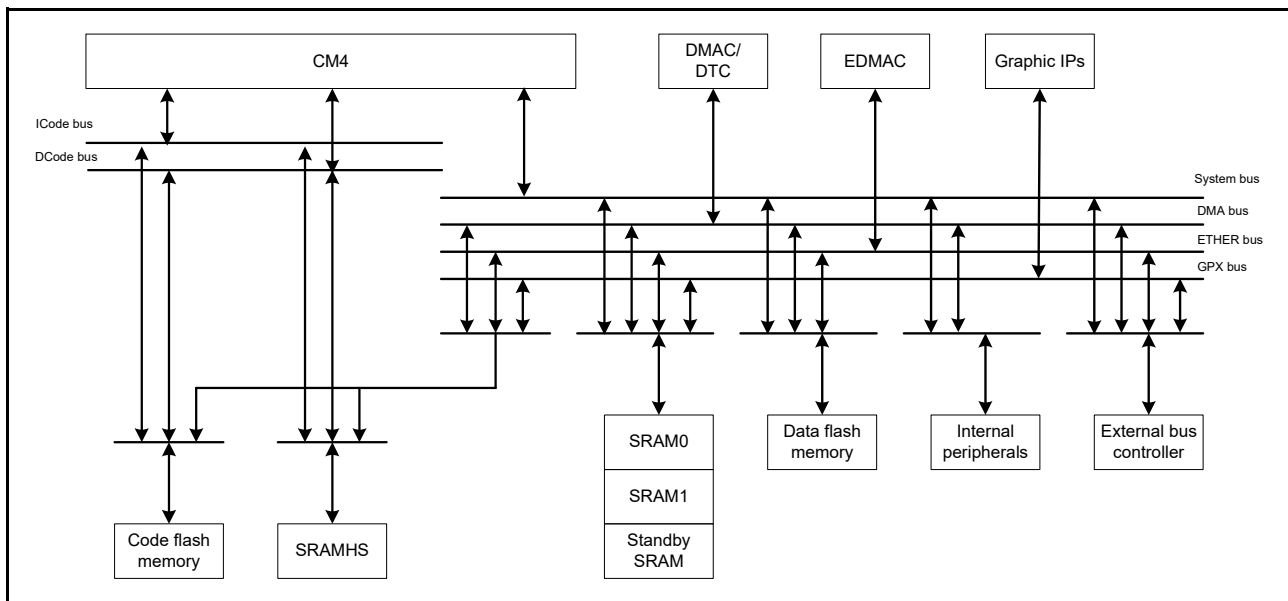 CM4
DMAC/
DTC
EDMAC
Graphic IPs
ICode bus
DCode bus
System bus
DMA bus
ETHER bus
GPX bus
SRAM0
SRAM1
Standby
SRAM
Data flash
memory
Internal
peripherals
External bus
controller
Code flash
memory
SRAMHS